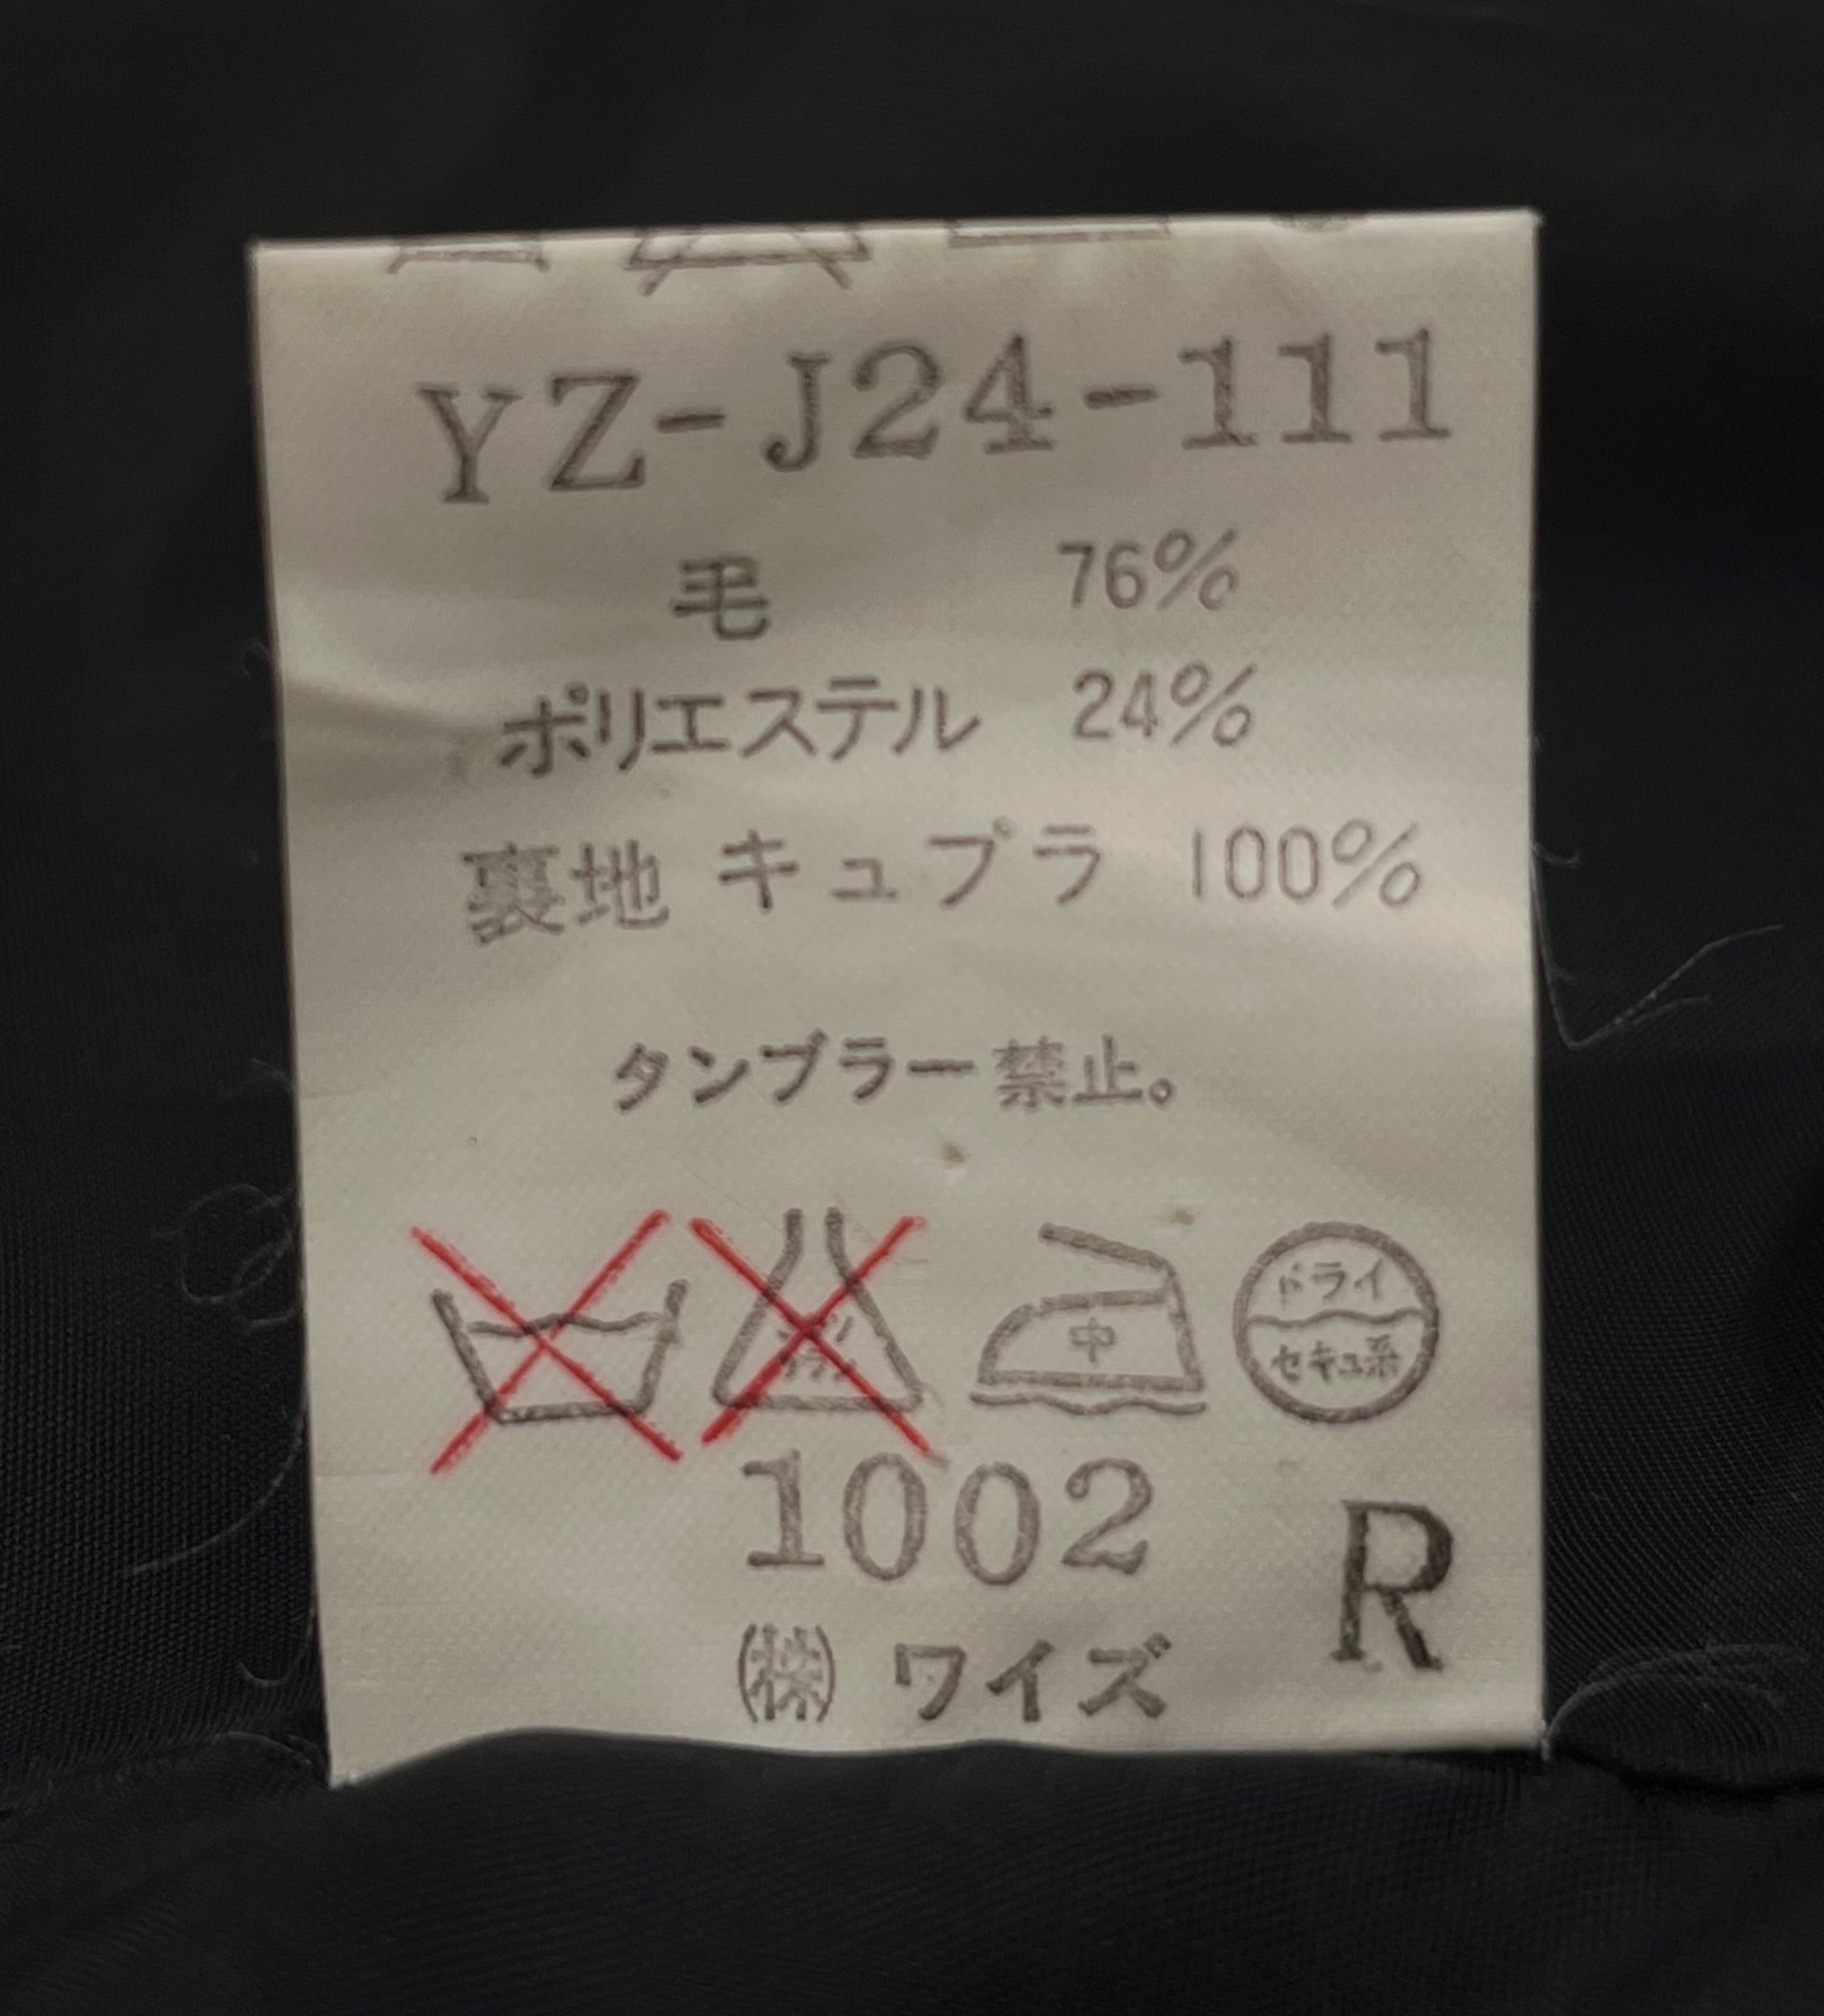 YZ-J24-111
毛 76%
ポリエステル 24%
裏地 キュプラ 100%
タンブラー禁止。
中
ドライ
セキユ系
1002
R
㈱ ワイズ